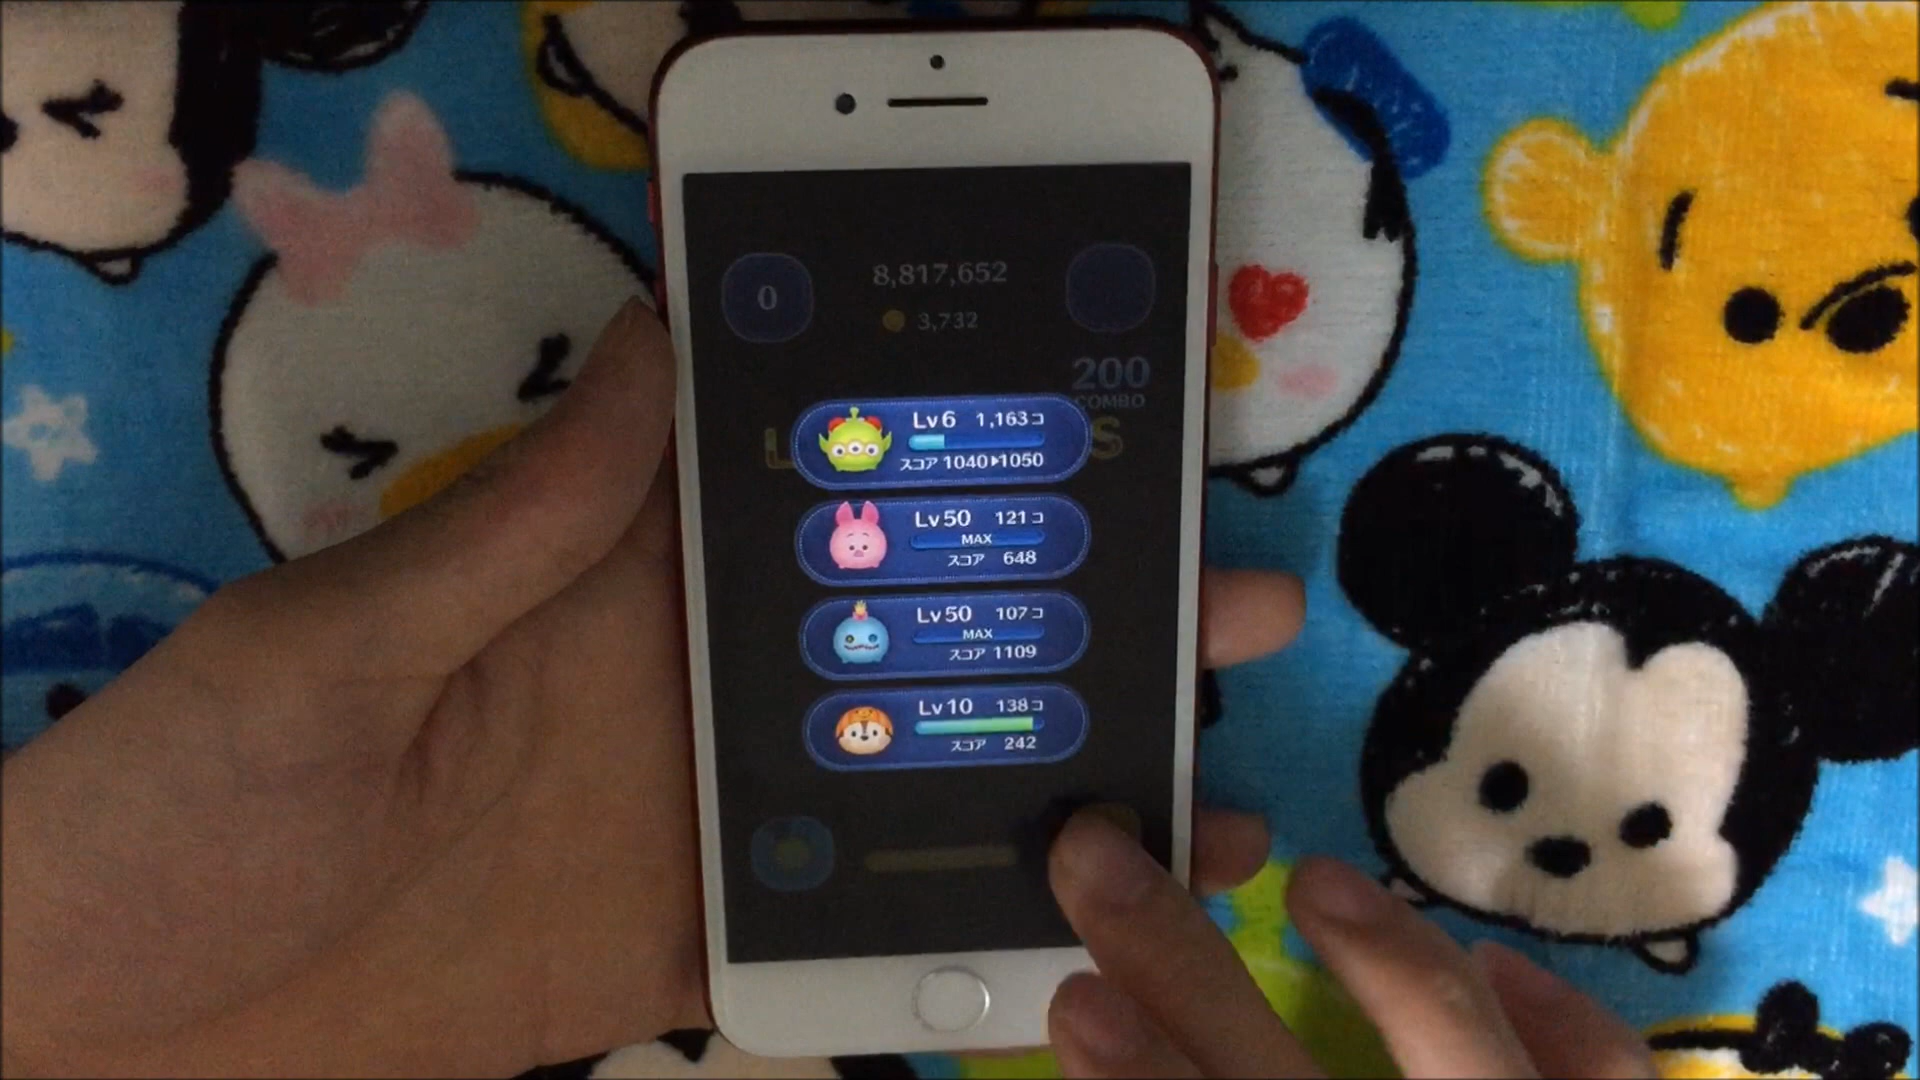 0
8,817,652
3,732
200
COMBO
Lv6 1,163コ
スコア 1040▸1050
Lv50 121コ
MAX
スコア 648
Lv50 107コ
MAX
スコア 1109
Lv10 138コ
スコア 242